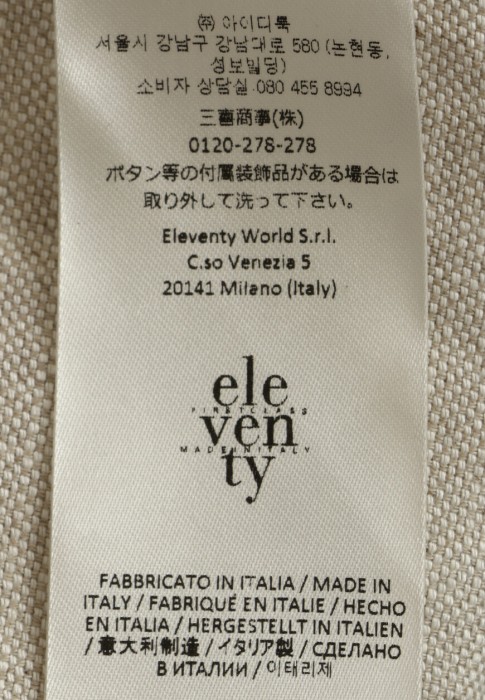 ㈜ 아이디룩
서울시 강남구 강남대로 580 (논현동,
성보빌딩)
소비자 상담실.080 455 8994
三喜商事(株)
0120-278-278
ボタン等の付属装飾品がある場合は
取り外して洗って下さい。
Eleventy World S.r.l.
C.so Venezia 5
20141 Milano (Italy)
ele
FIRSTCLASS
ven
MADEINITALY
ty
FABBRICATO IN ITALIA / MADE IN
ITALY / FABRIQUÉ EN ITALIE / HECHO
EN ITALIA / HERGESTELLT IN ITALIEN
/ 意大利制造 / イタリア製 / СДЕЛАНО
В ИТАЛИИ / 이태리제